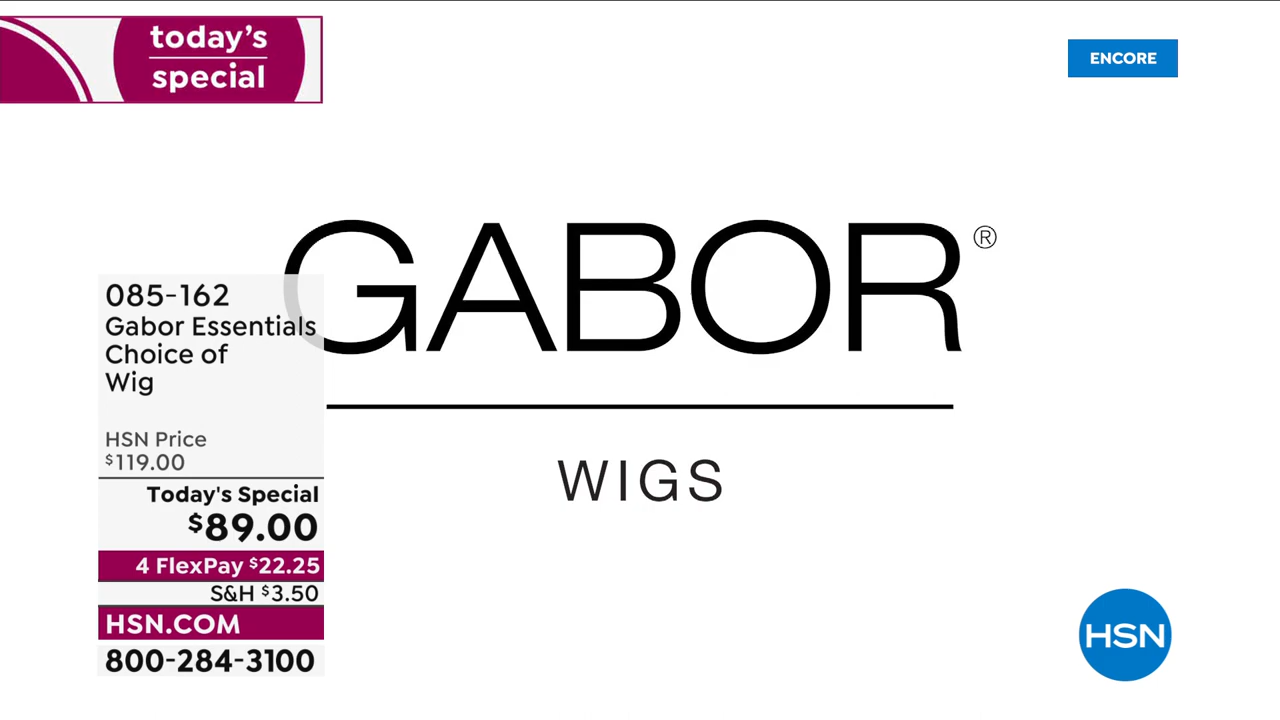 today's
special
ENCORE
GABOR®
WIGS
085-162
Gabor Essentials
Choice of
Wig
HSN Price
$119.00
Today's Special
$89.00
4 FlexPay $22.25
S&H $3.50
HSN.COM
800-284-3100
HSN